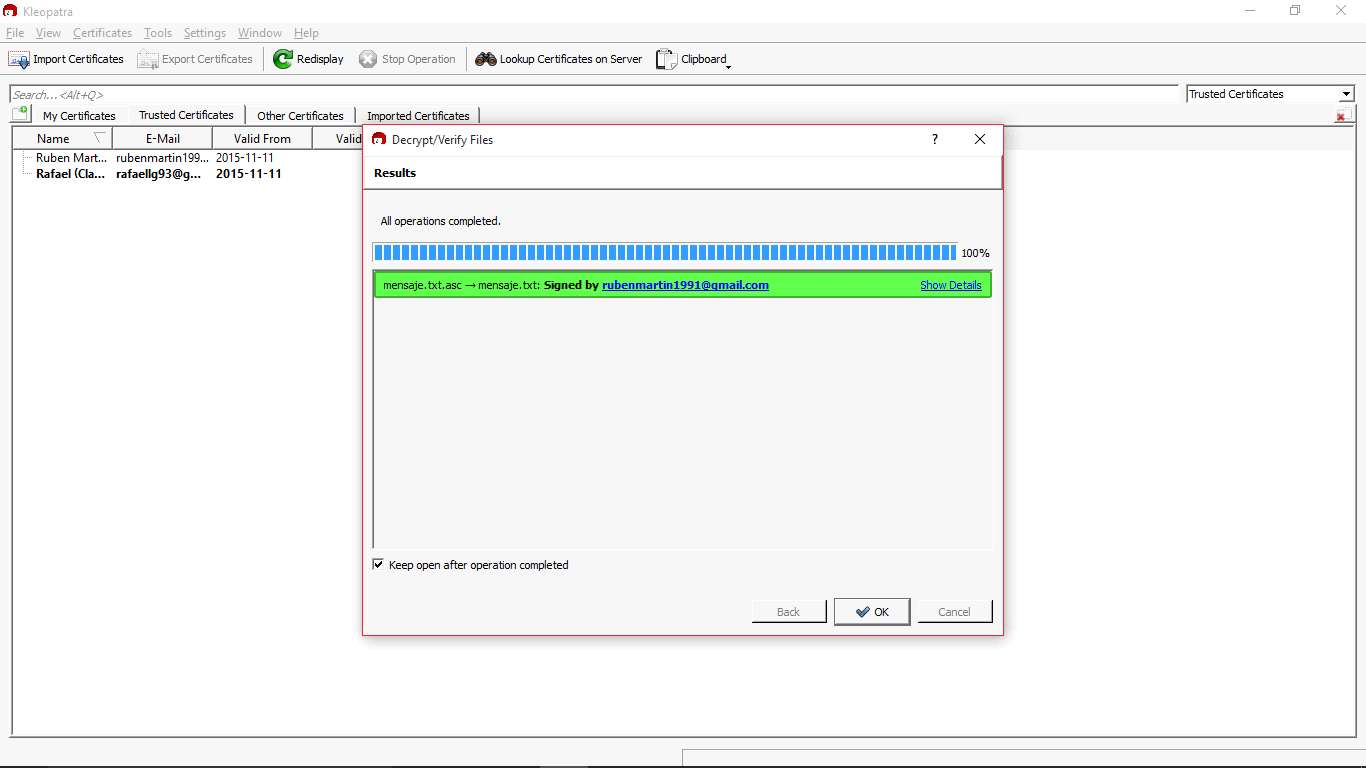 Kleopatra
File View Certificates Tools Settings Window Help
Import Certificates Export Certificates Redisplay Stop Operation Lookup Certificates on Server Clipboard
Search...<Alt+Q> Trusted Certificates
My Certificates Trusted Certificates Other Certificates Imported Certificates
Name E-Mail Valid From Valid
Ruben Mart... rubenmartin199... 2015-11-11
Rafael (Cla... rafaellg93@g... 2015-11-11
Decrypt/Verify Files ?
Results
All operations completed.
100%
mensaje.txt.asc → mensaje.txt: Signed by rubenmartin1991@gmail.com Show Details
Keep open after operation completed
Back OK Cancel